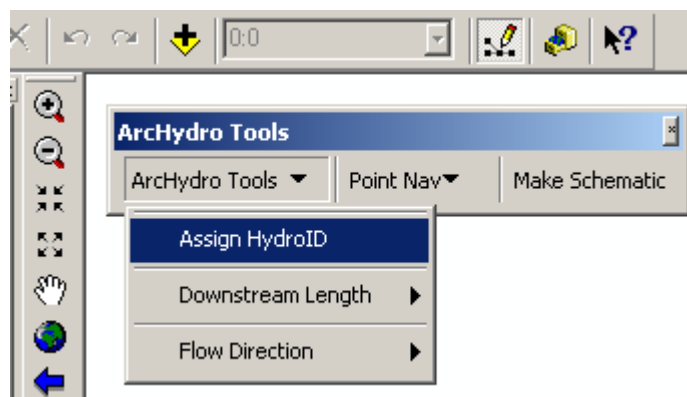 0:0
ArcHydro Tools
ArcHydro Tools Point Nav Make Schematic
Assign HydroID
Downstream Length
Flow Direction